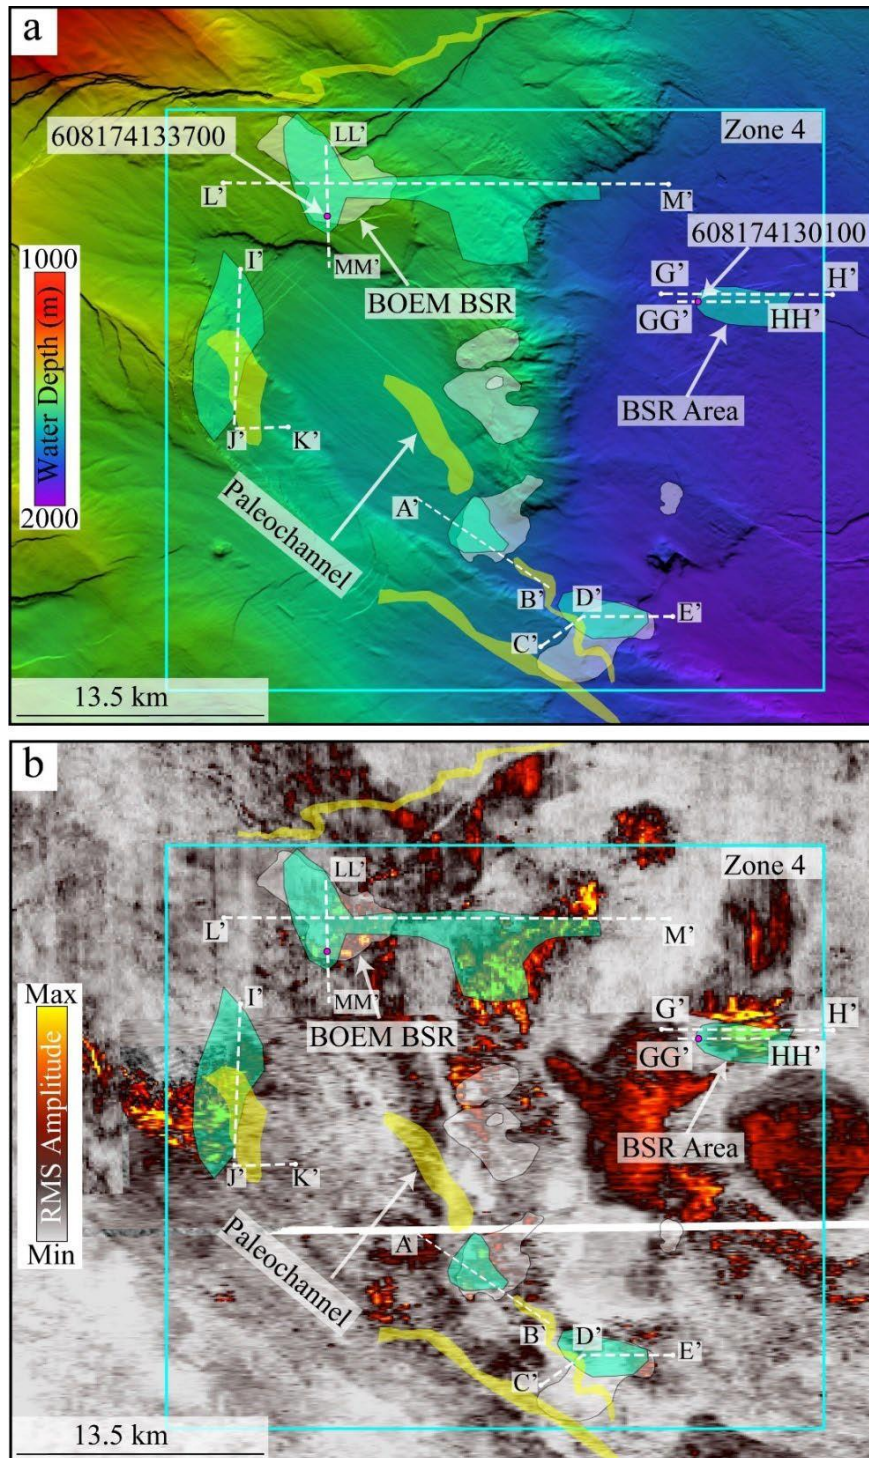 a
Zone 4
608174133700
LL'
L'
M'
608174130100
MM'
I'
G'
H'
GG'
HH'
BOEM BSR
1000
Water Depth (m)
2000
BSR Area
J'
K'
Paleochannel
A'
B'
D'
E'
C'
13.5 km
b
Zone 4
LL'
L'
M'
MM'
I'
G'
H'
GG'
HH'
BOEM BSR
Max
RMS Amplitude
Min
BSR Area
J'
K'
Paleochannel
A'
B'
D'
E'
C'
13.5 km